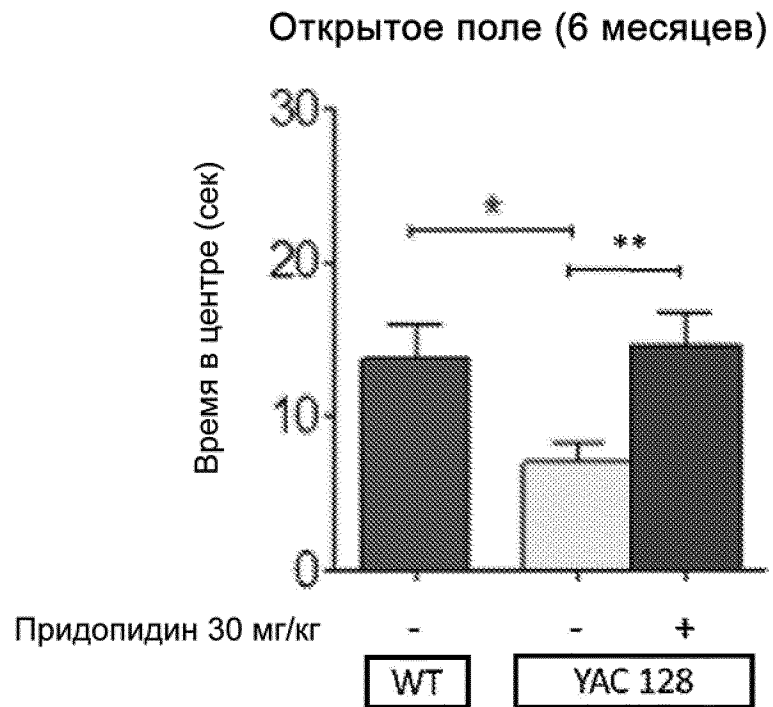 Открытое поле (6 месяцев)
Время в центре (сек)
30
20
10
0
*
**
Придопидин 30 мг/кг - - +
WT YAC 128